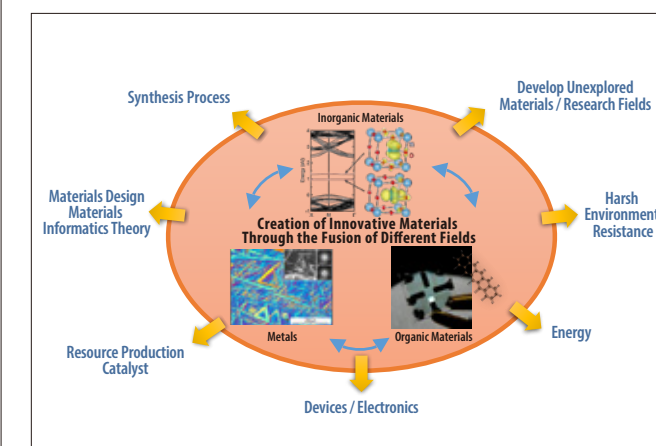 Synthesis Process
Develop Unexplored
Materials / Research Fields
Inorganic Materials
Materials Design
Materials
Informatics Theory
Harsh
Environment
Resistance
Creation of Innovative Materials
Through the Fusion of Different Fields
Metals
Organic Materials
Energy
Resource Production
Catalyst
Devices / Electronics